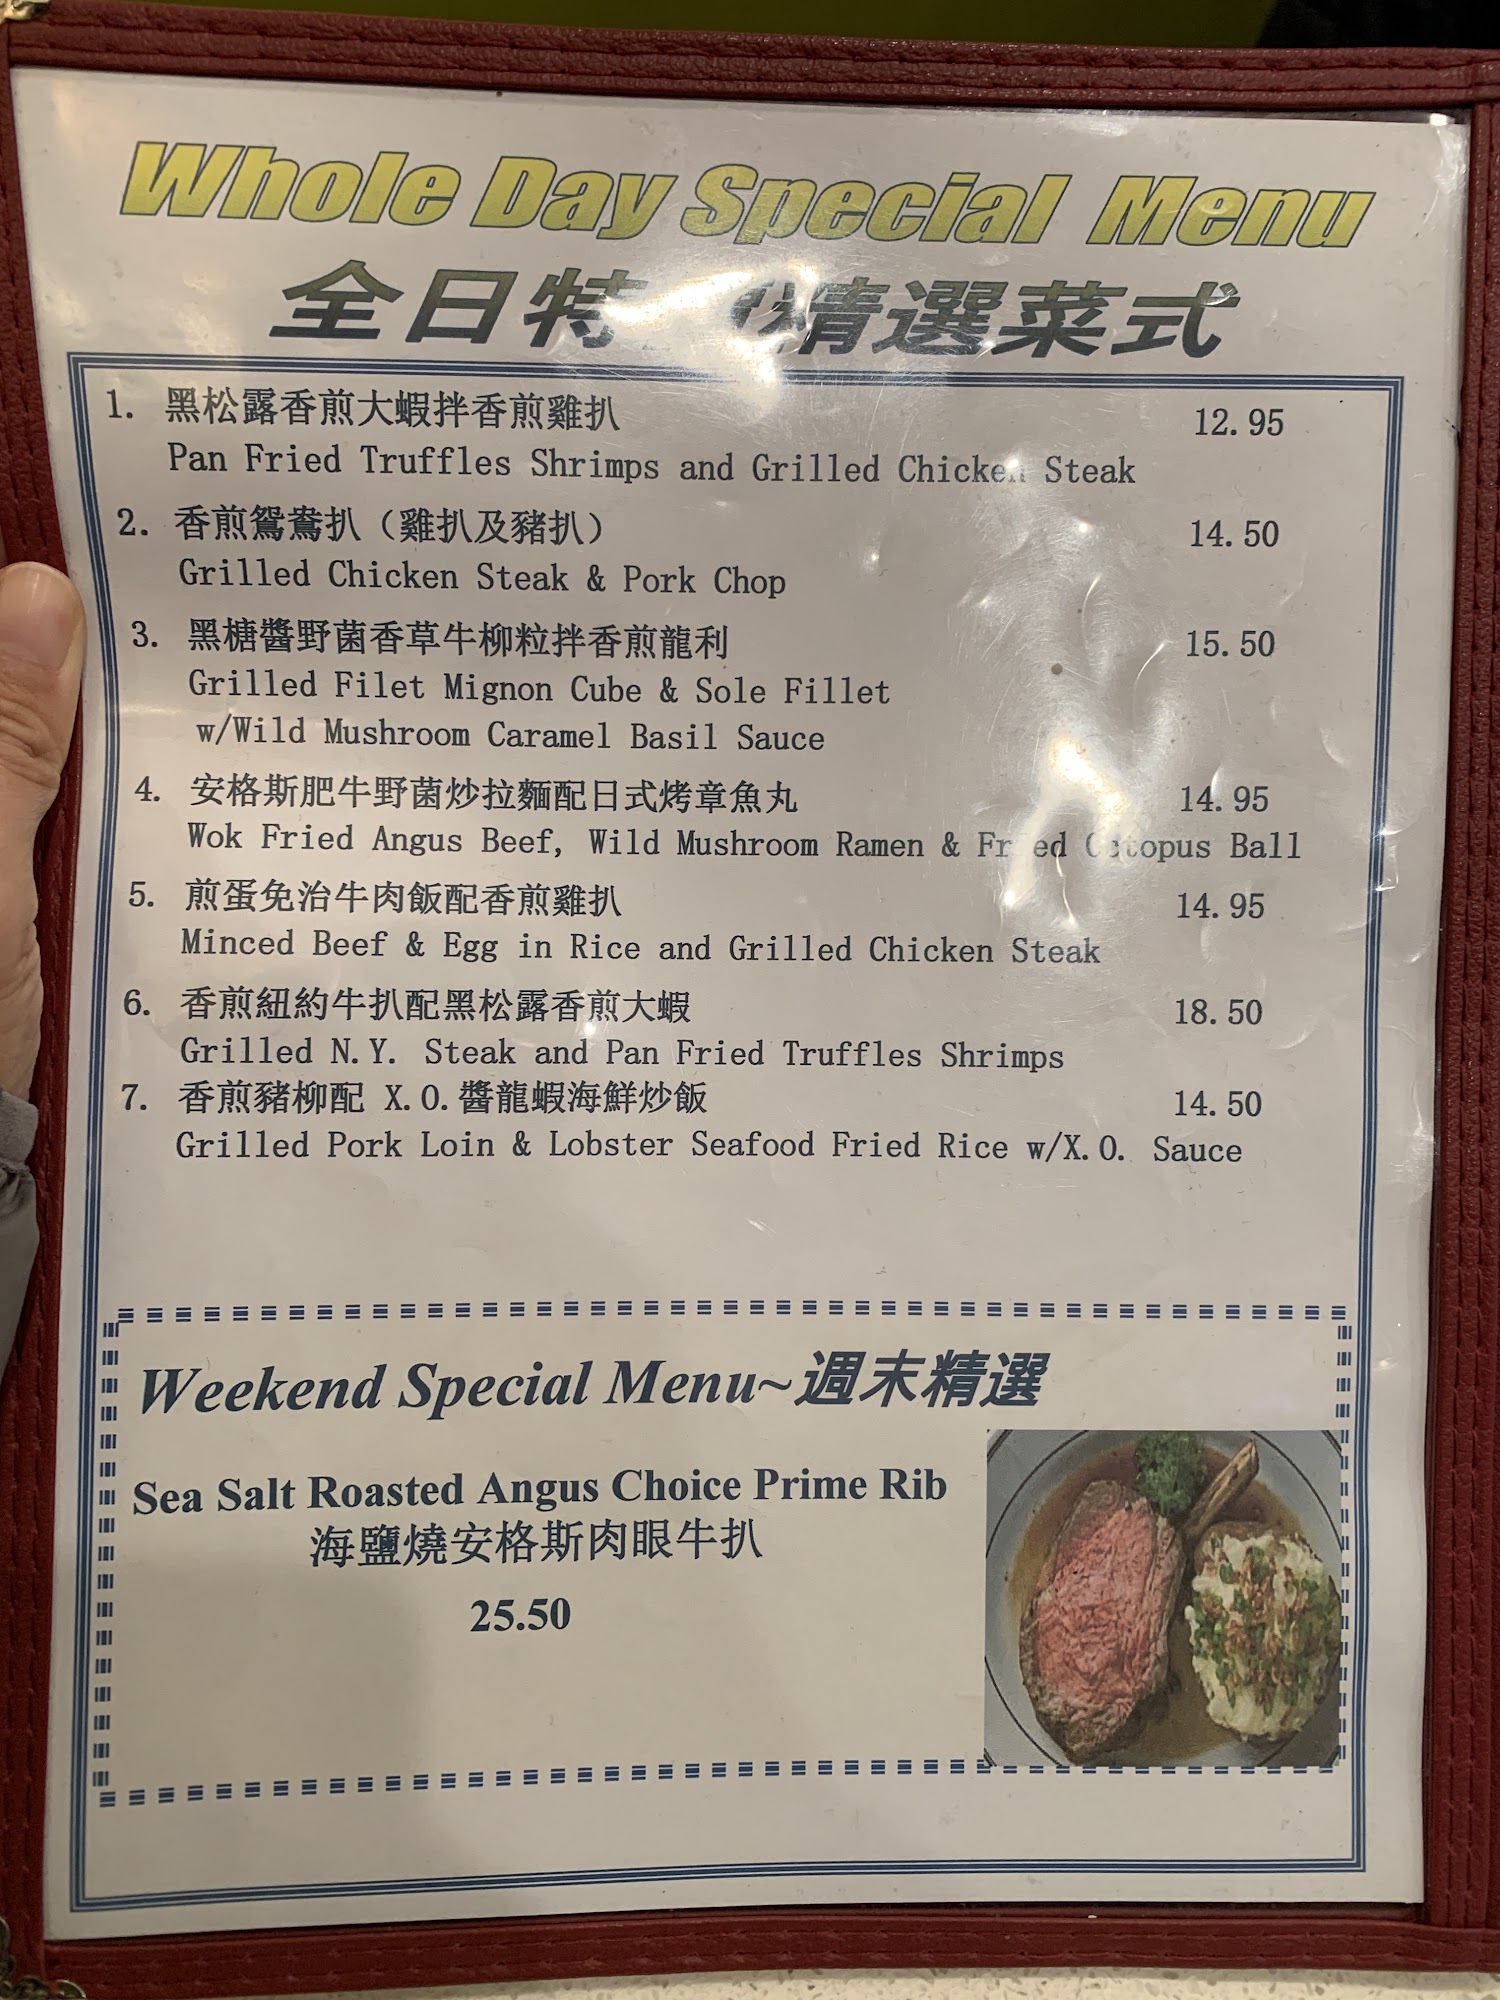 Whole Day Special Menu
全日特 精選菜式
1. 黑松露香煎大蝦拌香煎雞扒 12.95
Pan Fried Truffles Shrimps and Grilled Chicken Steak
2. 香煎鴛鴦扒（雞扒及豬扒） 14.50
Grilled Chicken Steak & Pork Chop
3. 黑糖醬野菌香草牛柳粒拌香煎龍利 15.50
Grilled Filet Mignon Cube & Sole Fillet
w/Wild Mushroom Caramel Basil Sauce
4. 安格斯肥牛野菌炒拉麵配日式烤章魚丸 14.95
Wok Fried Angus Beef, Wild Mushroom Ramen & Fried Octopus Ball
5. 煎蛋免治牛肉飯配香煎雞扒 14.95
Minced Beef & Egg in Rice and Grilled Chicken Steak
6. 香煎紐約牛扒配黑松露香煎大蝦 18.50
Grilled N.Y. Steak and Pan Fried Truffles Shrimps
7. 香煎豬柳配 X.O.醬龍蝦海鮮炒飯 14.50
Grilled Pork Loin & Lobster Seafood Fried Rice w/X.O. Sauce
Weekend Special Menu~週末精選
Sea Salt Roasted Angus Choice Prime Rib
海鹽燒安格斯肉眼牛扒
25.50